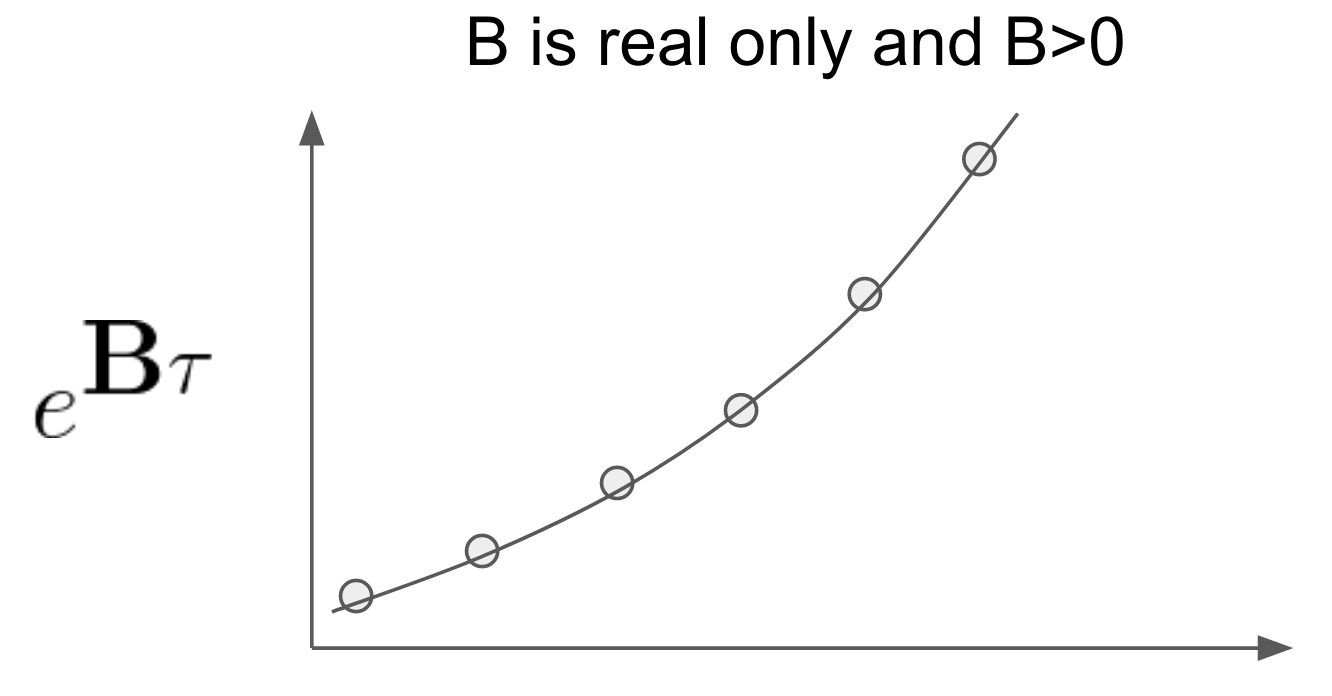 B is real only and B>0
e^{Bτ}